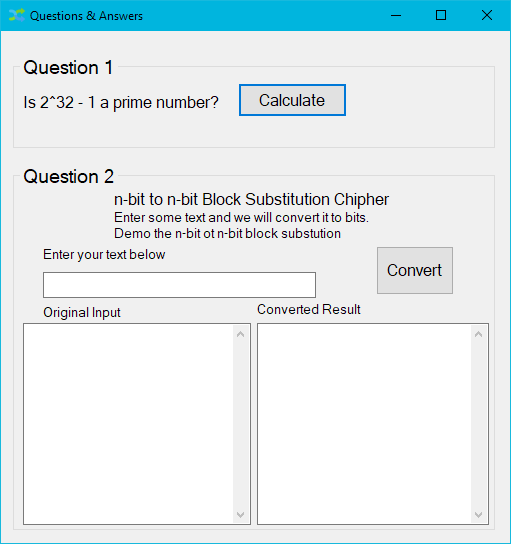 Questions & Answers
Question 1
Is 2^32 - 1 a prime number?
Calculate
Question 2
n-bit to n-bit Block Substitution Chipher
Enter some text and we will convert it to bits.
Demo the n-bit ot n-bit block substution
Enter your text below
Convert
Original Input
Converted Result